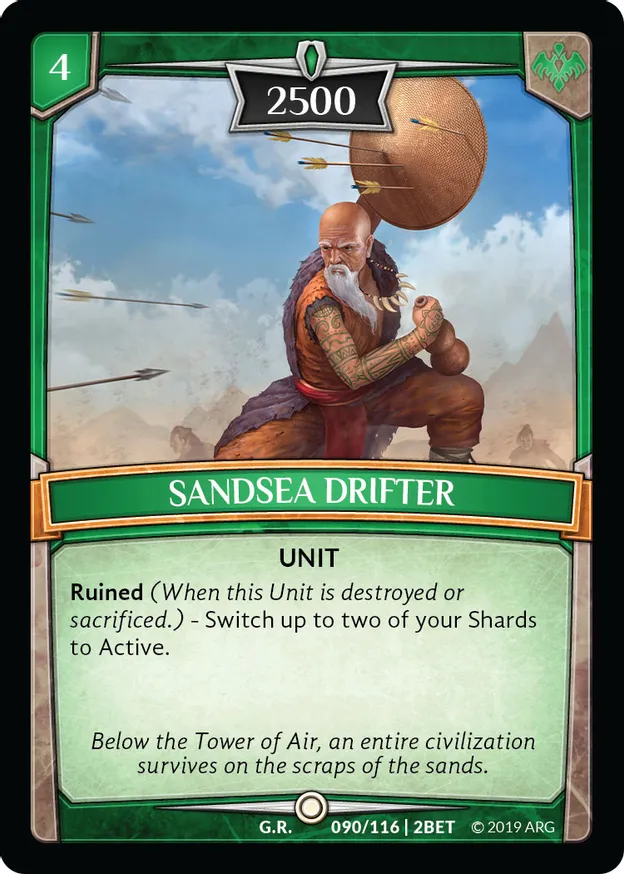 4
2500
SANDSEA DRIFTER
UNIT
Ruined (When this Unit is destroyed or
sacrificed.) - Switch up to two of your Shards
to Active.
Below the Tower of Air, an entire civilization
survives on the scraps of the sands.
G.R. 090/116 | 2BET © 2019 ARG